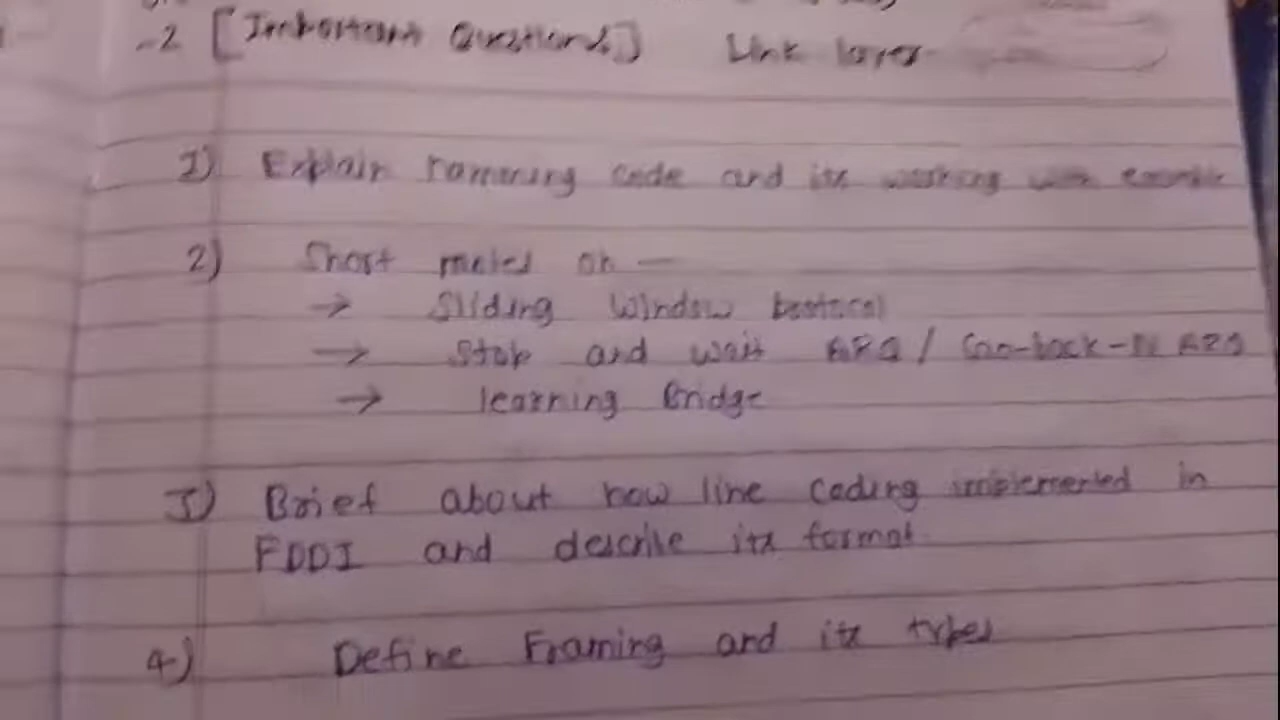 -2 [Important Questions] Link layer
1) Explain hamming code and its working with example
2) Short notes on —
→ Sliding Window protocol
→ Stop and wait ARQ / Go-back-N ARQ
→ learning Bridge
3) Brief about how line coding implemented in
FDDI and describe its format
4) Define Framing and its types